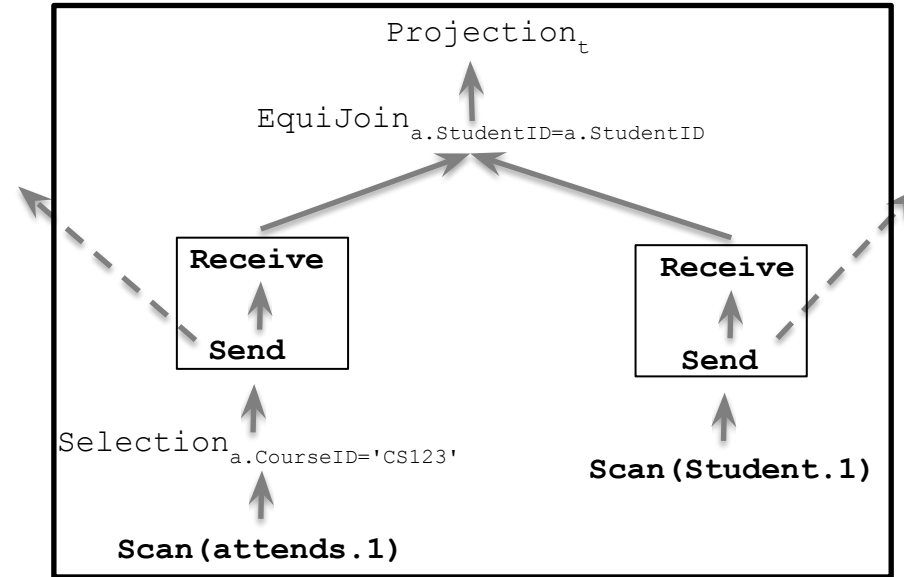 Projection_t
EquiJoin_a.StudentID=a.StudentID
Receive
Receive
Send
Send
Selection_a.CourseID='CS123'
Scan(Student.1)
Scan(attends.1)